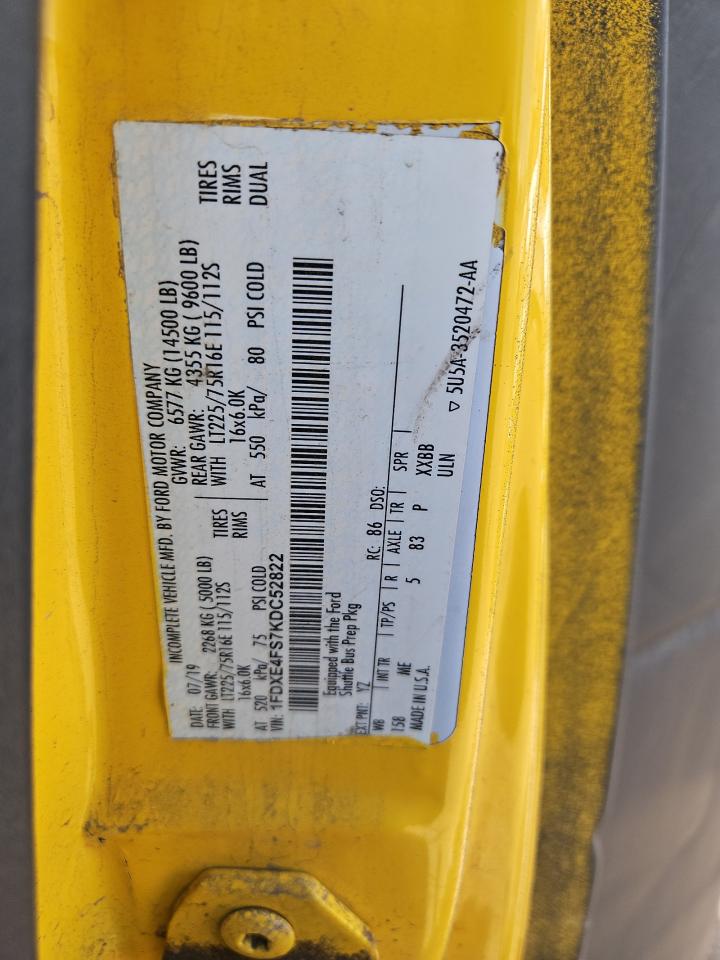 INCOMPLETE VEHICLE MFD. BY FORD MOTOR COMPANY
DATE: 07/19 GVWR: 6577 KG (14500 LB)
FRONT GAWR: 2268 KG ( 5000 LB) REAR GAWR: 4355 KG ( 9600 LB)
WITH LT225/75R16E 115/112S TIRES WITH LT225/75R16E 115/112S TIRES
16x6.0K RIMS 16x6.0K RIMS
AT 520 kPa/ 75 PSI COLD AT 550 kPa/ 80 PSI COLD DUAL
VIN: 1FDXE4FS7KDC52822
Equipped with the Ford
Shuttle Bus Prep Pkg
EXT PNT: YZ RC: 86 DSO:
WB INT TR TP/PS R AXLE TR SPR
158 ME 5 83 P XXBB
MADE IN U.S.A. ULN
▽ 5U5A-3520472-AA